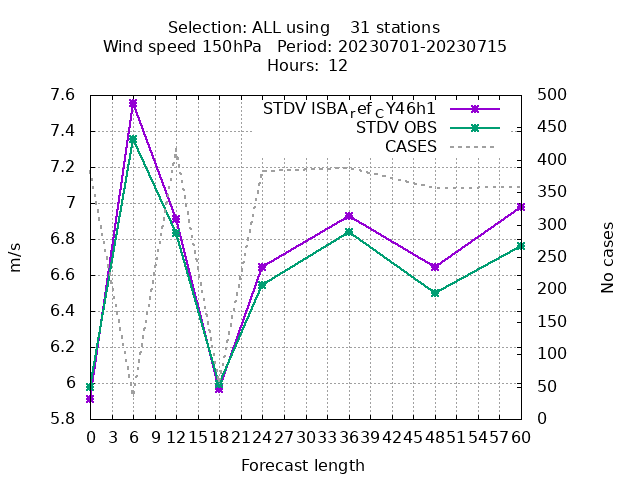 Selection: ALL using 31 stations
Wind speed 150hPa Period: 20230701-20230715
Hours: 12
STDV ISBA_ref_CY46h1
STDV OBS
CASES
7.6
7.4
7.2
7
6.8
6.6
6.4
6.2
6
5.8
500
450
400
350
300
250
200
150
100
50
0
m/s
No cases
0 3 6 9 12 15 18 21 24 27 30 33 36 39 42 45 48 51 54 57 60
Forecast length